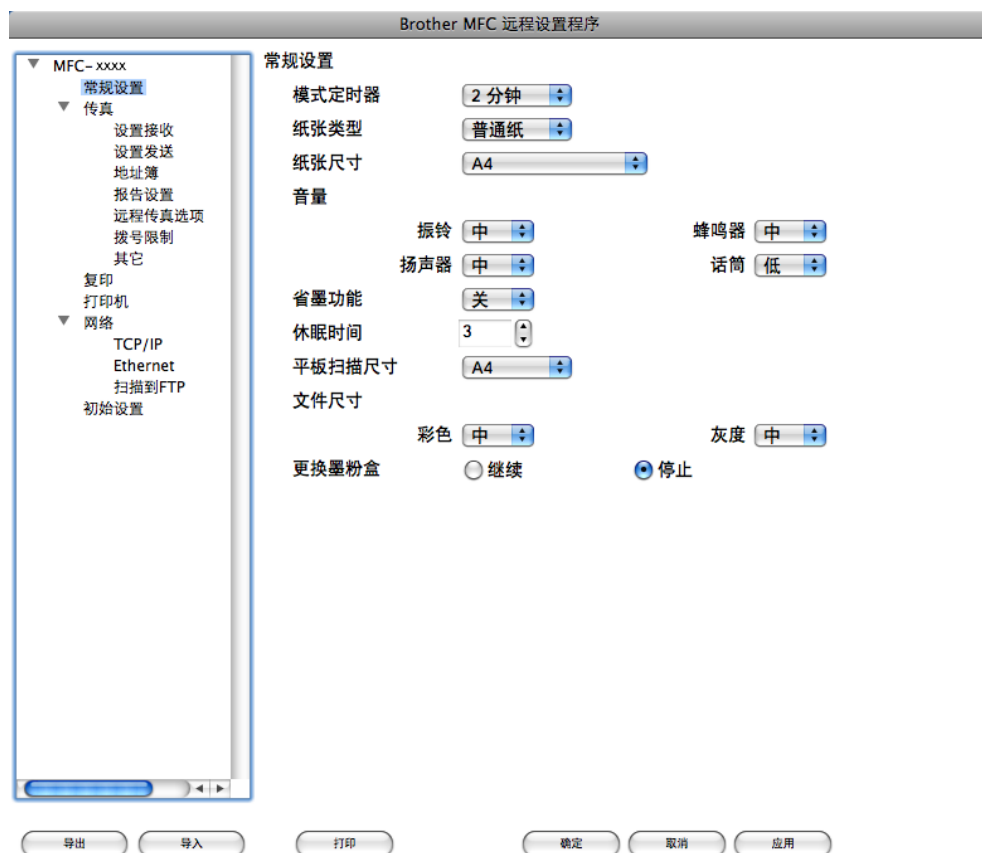 Brother MFC 远程设置程序
MFC- xxxx
常规设置
传真
设置接收
设置发送
地址簿
报告设置
远程传真选项
拨号限制
其它
复印
打印机
网络
TCP/IP
Ethernet
扫描到FTP
初始设置
常规设置
模式定时器 2 分钟
纸张类型 普通纸
纸张尺寸 A4
音量
振铃 中 蜂鸣器 中
扬声器 中 话筒 低
省墨功能 关
休眠时间 3
平板扫描尺寸 A4
文件尺寸
彩色 中 灰度 中
更换墨粉盒 继续 停止
导出 导入 打印 确定 取消 应用